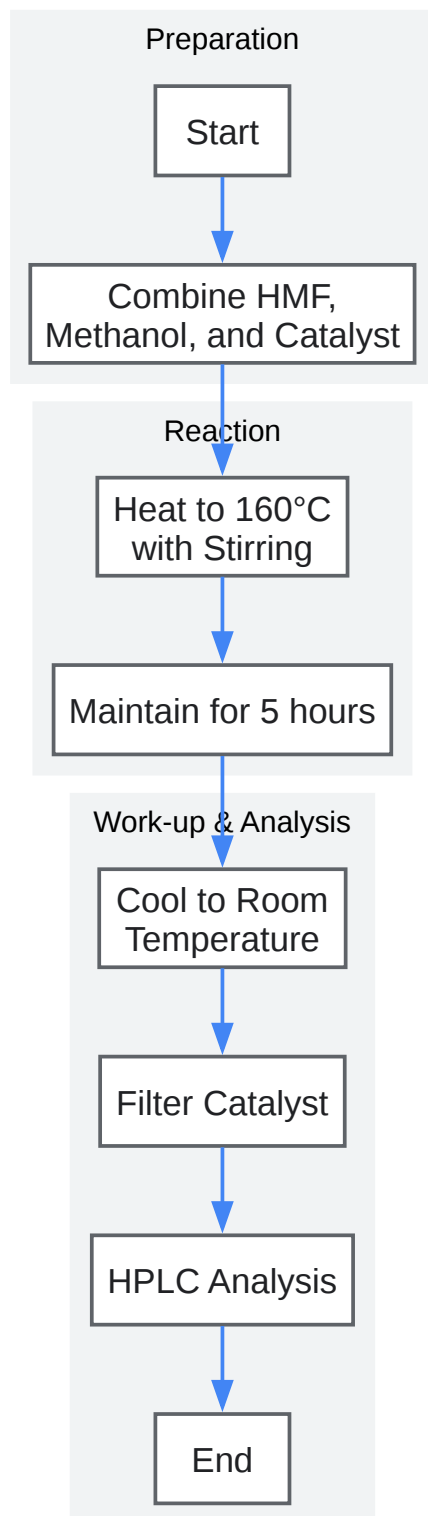 Preparation
Start
Combine HMF,
Methanol, and Catalyst
Reaction
Heat to 160°C
with Stirring
Maintain for 5 hours
Work-up & Analysis
Cool to Room
Temperature
Filter Catalyst
HPLC Analysis
End